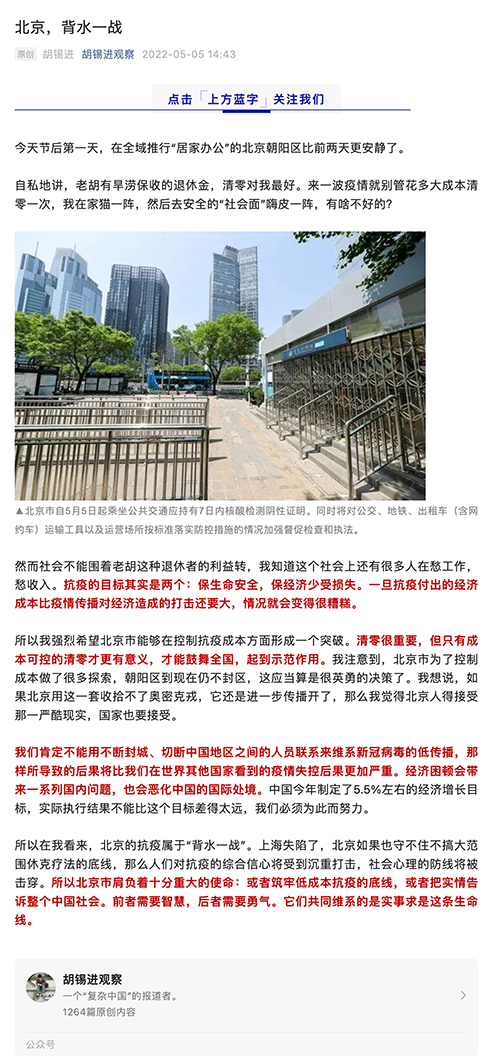 北京，背水一战
原创 胡锡进 胡锡进观察 2022-05-05 14:43
点击「上方蓝字」关注我们
今天节后第一天，在全域推行“居家办公”的北京朝阳区比前两天更安静了。
自私地讲，老胡有旱涝保收的退休金，清零对我最好。来一波疫情就别管花多大成本清
零一次，我在家猫一阵，然后去安全的“社会面”嗨皮一阵，有啥不好的？
▲北京市自5月5日起乘坐公共交通应持有7日内核酸检测阴性证明。同时将对公交、地铁、出租车（含网
约车）运输工具以及运营场所按标准落实防控措施的情况加强督促检查和执法。
然而社会不能围着老胡这种退休者的利益转，我知道这个社会上还有很多人在愁工作，
愁收入。抗疫的目标其实是两个：保生命安全，保经济少受损失。一旦抗疫付出的经济
成本比疫情传播对经济造成的打击还要大，情况就会变得很糟糕。
所以我强烈希望北京市能够在控制抗疫成本方面形成一个突破。清零很重要，但只有成
本可控的清零才更有意义，才能鼓舞全国，起到示范作用。我注意到，北京市为了控制
成本做了很多探索，朝阳区到现在仍不封区，这应当算是很英勇的决策了。我想说，如
果北京用这一套收拾不了奥密克戎，它还是进一步传播开了，那么我觉得北京人得接受
那一严酷现实，国家也要接受。
我们肯定不能用不断封城、切断中国地区之间的人员联系来维系新冠病毒的低传播，那
样所导致的后果将比我们在世界其他国家看到的疫情失控后果更加严重。经济困顿会带
来一系列国内问题，也会恶化中国的国际处境。中国今年制定了5.5%左右的经济增长目
标，实际执行结果不能比这个目标差得太远，我们必须为此而努力。
所以在我看来，北京的抗疫属于“背水一战”。上海失陷了，北京如果也守不住不搞大范
围休克疗法的底线，那么人们对抗疫的综合信心将受到沉重打击，社会心理的防线将被
击穿。所以北京市肩负着十分重大的使命：或者筑牢低成本抗疫的底线，或者把实情告
诉整个中国社会。前者需要智慧，后者需要勇气。它们共同维系的是实事求是这条生命
线。
胡锡进观察
一个“复杂中国”的报道者。
1264篇原创内容
公众号